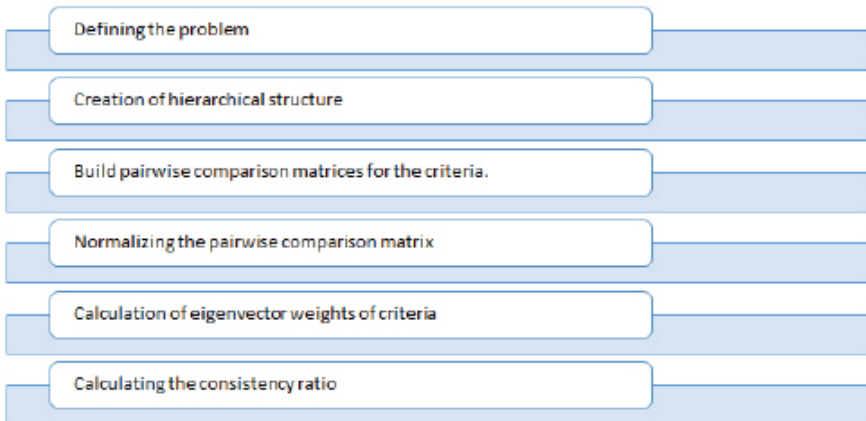 Defining the problem
Creation of hierarchical structure
Build pairwise comparison matrices for the criteria.
Normalizing the pairwise comparison matrix
Calculation of eigenvector weights of criteria
Calculating the consistency ratio